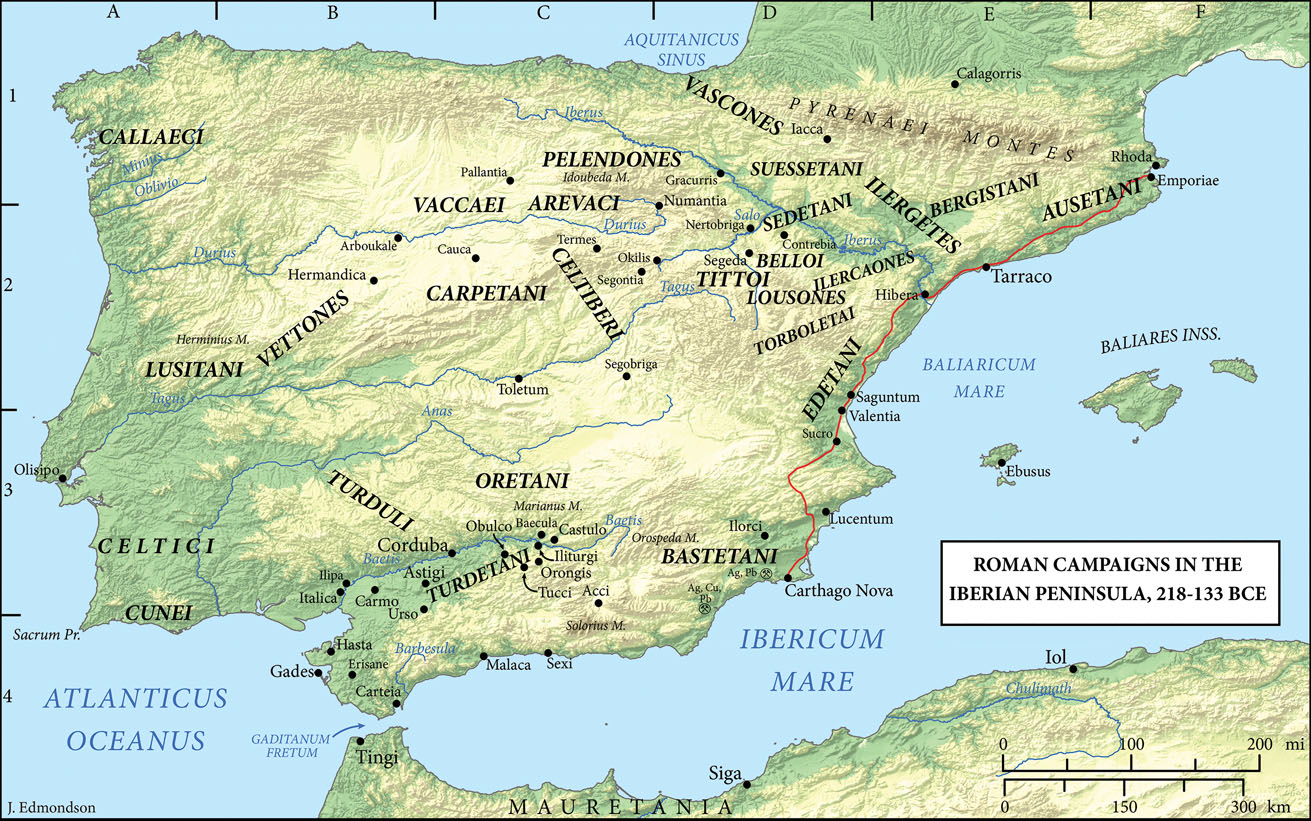 A
B
C
D
E
F
1
2
3
4
AQUITANICUS
SINUS
Calagorris
VASCONES
PYRENAEI MONTES
Iacca
Iberus
CALLAECI
Minius
Oblivio
PELENDONES
Idoubeda M.
Pallantia
Gracurris
SUESSETANI
Rhoda
Emporiae
ILERGETES
BERGISTANI
AUSETANI
VACCAEI
AREVACI
Numantia
Durius
Salo
SEDETANI
Nertobriga
Contrebia
Iberus
Arboukale
Cauca
Termes
Okilis
Segeda
BELLOI
Durius
Hermandica
Segontia
TITTOI
ILERCAONES
CELTIBERI
CARPETANI
Tagus
LOUSONES
Hibera
Tarraco
VETTONES
Herminius M.
TORBOLETAI
BALIARES INSS.
LUSITANI
Segobriga
EDETANI
BALIARICUM
MARE
Toletum
Tagus
Anas
Saguntum
Valentia
Sucro
Olisipo
Ebusus
ORETANI
TURDULI
Marianus M.
Lucentum
Obulco
Baecula
Castulo
Baetis
Ilorci
Orospeda M.
CELTICI
Corduba
Baetis
Iliturgi
BASTETANI
Orongis
Ag, Pb
Ilipa
Astigi
TURDETANI
Tucci
Ag, Cu,
Pb
Carthago Nova
Italica
Carmo
Urso
Acci
CUNEI
Solorius M.
Sacrum Pr.
Hasta
Barbesula
Gades
Erisane
Malaca
Sexi
Carteia
IBERICUM
MARE
ROMAN CAMPAIGNS IN THE
IBERIAN PENINSULA, 218-133 BCE
Iol
Chulimath
ATLANTICUS
OCEANUS
GADITANUM
FRETUM
Tingi
Siga
MAURETANIA
0 100 200 mi
0 150 300 km
J. Edmondson